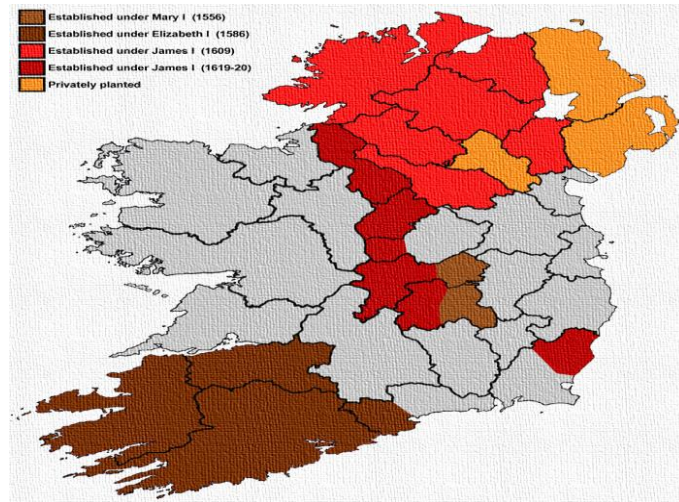 Established under Mary I (1556)
Established under Elizabeth I (1586)
Established under James I (1609)
Established under James I (1619-20)
Privately planted